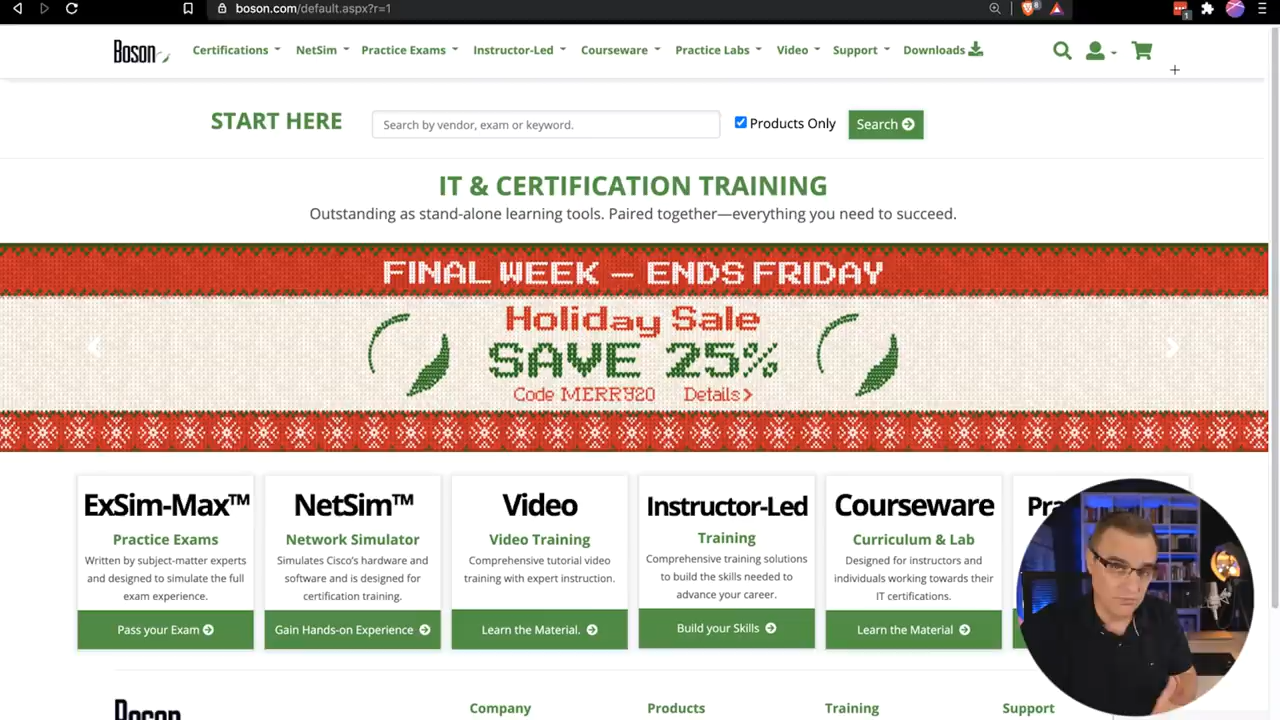 boson.com/default.aspx?r=1
8
1
Boson
Certifications
NetSim
Practice Exams
Instructor-Led
Courseware
Practice Labs
Video
Support
Downloads
START HERE
Search by vendor, exam or keyword.
Products Only
Search
IT & CERTIFICATION TRAINING
Outstanding as stand-alone learning tools. Paired together—everything you need to succeed.
FINAL WEEK – ENDS FRIDAY
Holiday Sale
SAVE 25%
Code MERRY20 Details
ExSim-Max™
Practice Exams
Written by subject-matter experts
and designed to simulate the full
exam experience.
Pass your Exam
NetSim™
Network Simulator
Simulates Cisco's hardware and
software and is designed for
certification training.
Gain Hands-on Experience
Video
Video Training
Comprehensive tutorial video
training with expert instruction.
Learn the Material.
Instructor-Led
Training
Comprehensive training solutions
to build the skills needed to
advance your career.
Build your Skills
Courseware
Curriculum & Lab
Designed for instructors and
individuals working towards their
IT certifications.
Learn the Material
Boson
Company
Products
Training
Support